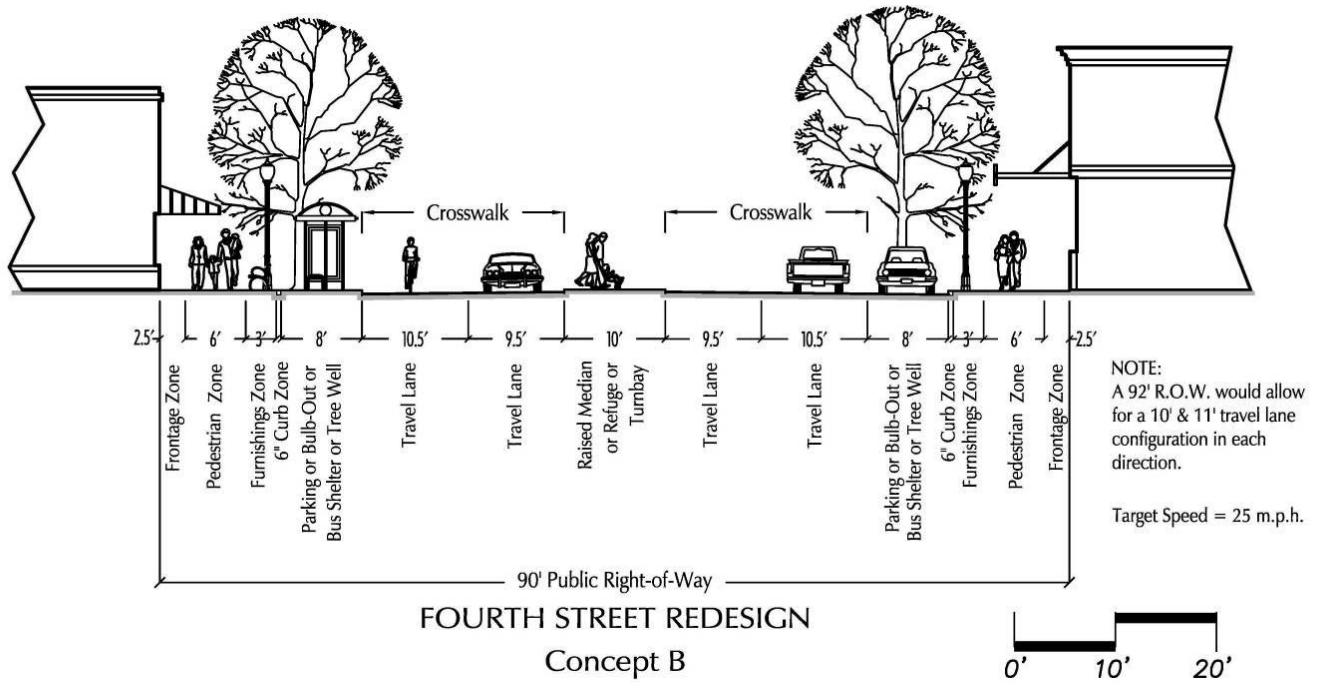 Crosswalk
Crosswalk
2.5'
6'
3'
8'
10.5'
9.5'
10'
9.5'
10.5'
8'
3'
6'
2.5'
Frontage Zone
Pedestrian Zone
Furnishings Zone
6" Curb Zone
Parking or Bulb-Out or
Bus Shelter or Tree Well
Travel Lane
Travel Lane
Raised Median
or Refuge or
Turnbay
Travel Lane
Travel Lane
Parking or Bulb-Out or
Bus Shelter or Tree Well
6" Curb Zone
Furnishings Zone
Pedestrian Zone
Frontage Zone
NOTE:
A 92' R.O.W. would allow
for a 10' & 11' travel lane
configuration in each
direction.
Target Speed = 25 m.p.h.
90' Public Right-of-Way
FOURTH STREET REDESIGN
Concept B
0' 10' 20'